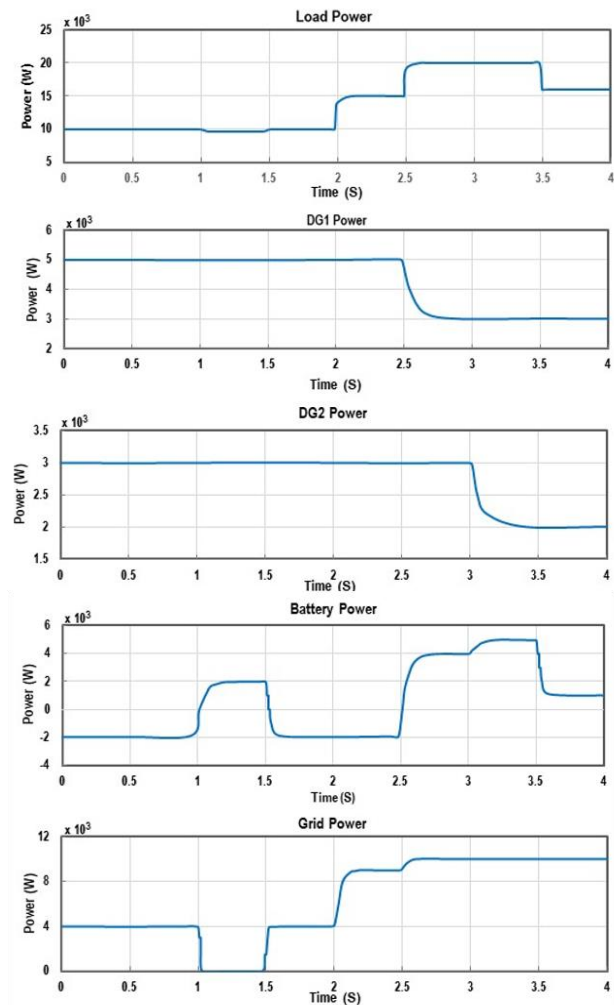 Load Power
x 10³
Power (W)
25
20
15
10
5
0 0.5 1 1.5 2 2.5 3 3.5 4
Time (S)
DG1 Power
x 10³
Power (W)
6
5
4
3
2
0 0.5 1 1.5 2 2.5 3 3.5 4
Time (S)
DG2 Power
x 10³
Power (W)
3.5
3
2.5
2
1.5
0 0.5 1 1.5 2 2.5 3 3.5 4
Time (S)
Battery Power
x 10³
Power (W)
6
4
2
0
-2
-4
0 0.5 1 1.5 2 2.5 3 3.5 4
Time (S)
Grid Power
x 10³
Power (W)
12
8
4
0
0 0.5 1 1.5 2 2.5 3 3.5 4
Time (S)